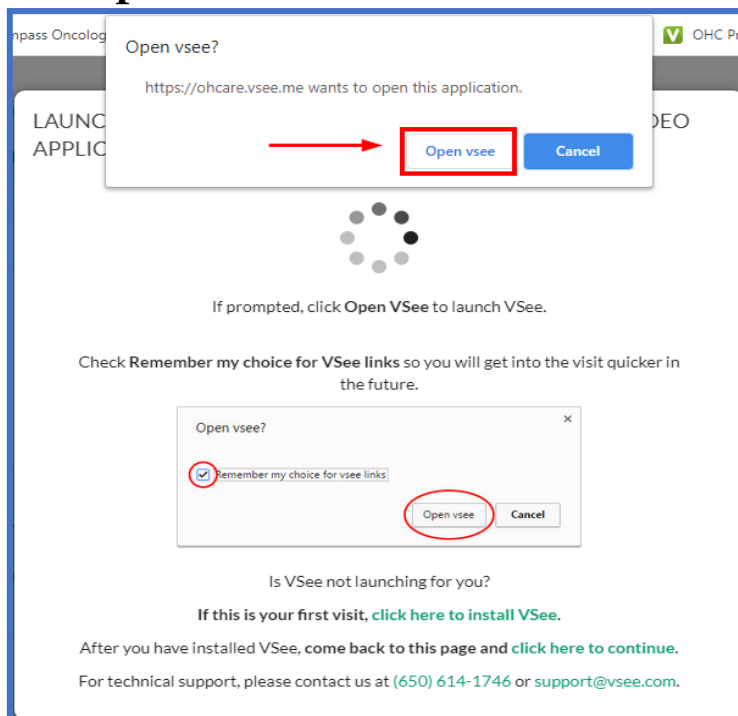 npass Oncolog
Open vsee?
OHC Pr
https://ohcare.vsee.me wants to open this application.
LAUNC
DEO
APPLIC
Open vsee
Cancel
If prompted, click Open VSee to launch VSee.
Check Remember my choice for VSee links so you will get into the visit quicker in
the future.
Open vsee?
Remember my choice for vsee links
Open vsee
Cancel
Is VSee not launching for you?
If this is your first visit, click here to install VSee.
After you have installed VSee, come back to this page and click here to continue.
For technical support, please contact us at (650) 614-1746 or support@vsee.com.